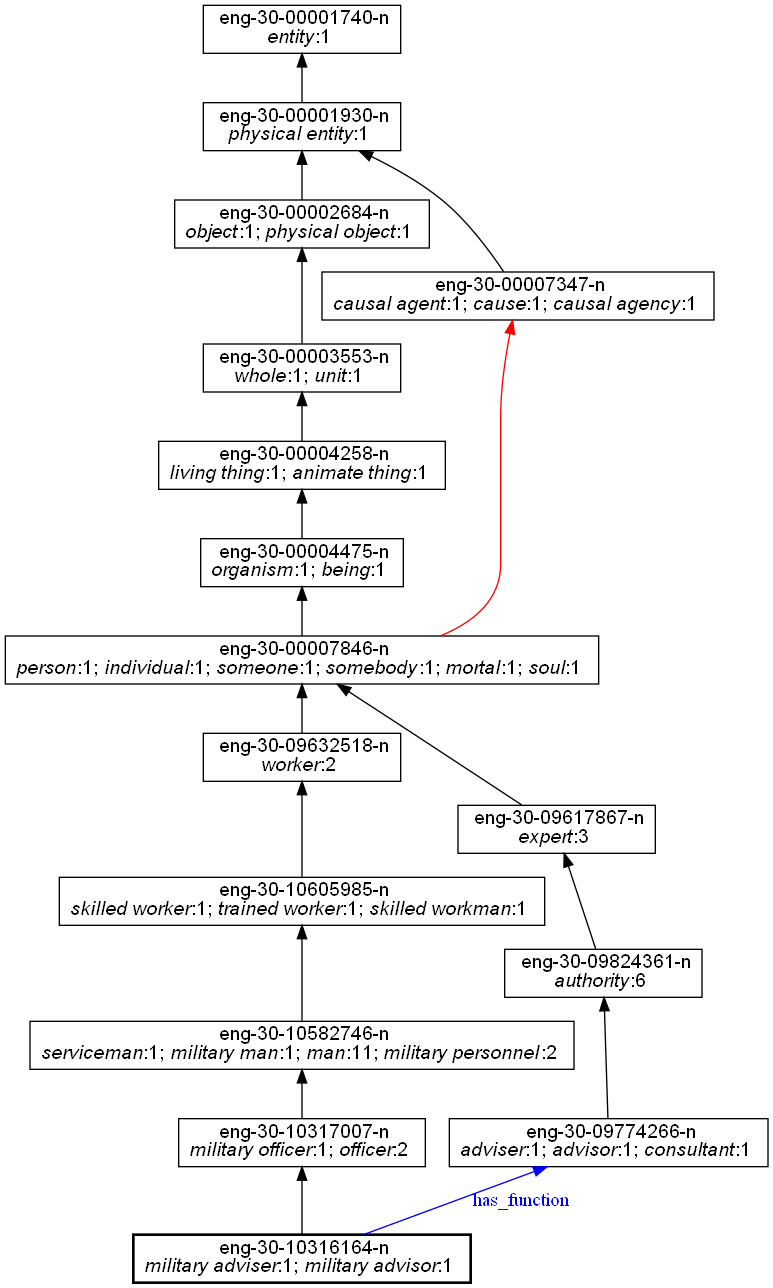 eng-30-00001740-n
entity:1
eng-30-00001930-n
physical entity:1
eng-30-00002684-n
object:1; physical object:1
eng-30-00007347-n
causal agent:1; cause:1; causal agency:1
eng-30-00003553-n
whole:1; unit:1
eng-30-00004258-n
living thing:1; animate thing:1
eng-30-00004475-n
organism:1; being:1
eng-30-00007846-n
person:1; individual:1; someone:1; somebody:1; mortal:1; soul:1
eng-30-09632518-n
worker:2
eng-30-09617867-n
expert:3
eng-30-10605985-n
skilled worker:1; trained worker:1; skilled workman:1
eng-30-09824361-n
authority:6
eng-30-10582746-n
serviceman:1; military man:1; man:11; military personnel:2
eng-30-10317007-n
military officer:1; officer:2
eng-30-09774266-n
adviser:1; advisor:1; consultant:1
has_function
eng-30-10316164-n
military adviser:1; military advisor:1